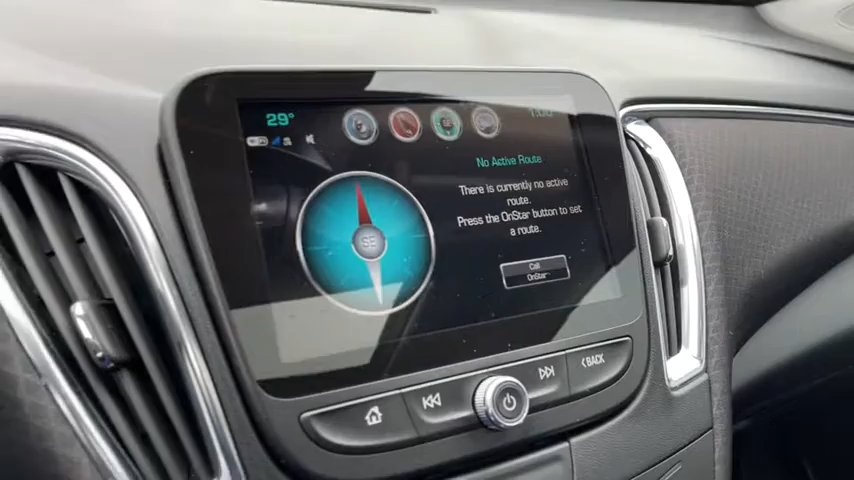 29°
SE
No Active Route
There is currently no active
route.
Press the OnStar button to set
a route.
SE
Call
OnStar
BACK